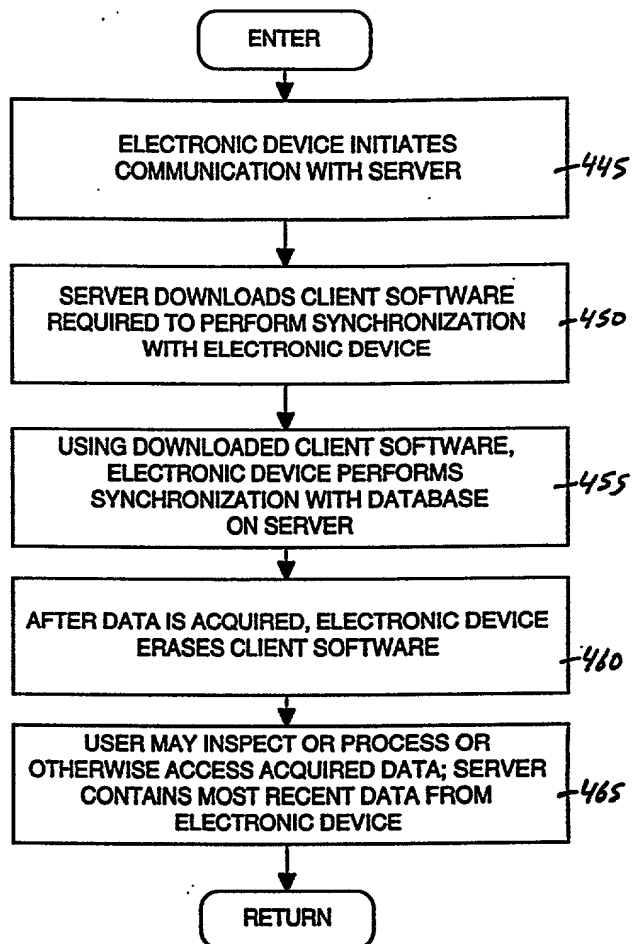 ENTER
ELECTRONIC DEVICE INITIATES
COMMUNICATION WITH SERVER
445
SERVER DOWNLOADS CLIENT SOFTWARE
REQUIRED TO PERFORM SYNCHRONIZATION
WITH ELECTRONIC DEVICE
450
USING DOWNLOADED CLIENT SOFTWARE,
ELECTRONIC DEVICE PERFORMS
SYNCHRONIZATION WITH DATABASE
ON SERVER
455
AFTER DATA IS ACQUIRED, ELECTRONIC DEVICE
ERASES CLIENT SOFTWARE
460
USER MAY INSPECT OR PROCESS OR
OTHERWISE ACCESS ACQUIRED DATA; SERVER
CONTAINS MOST RECENT DATA FROM
ELECTRONIC DEVICE
465
RETURN